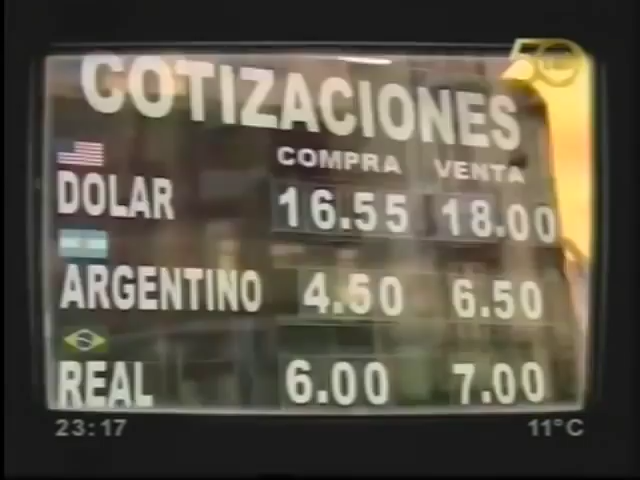 50
COTIZACIONES
COMPRA VENTA
DOLAR 16.55 18.00
ARGENTINO 4.50 6.50
REAL 6.00 7.00
23:17 11°C